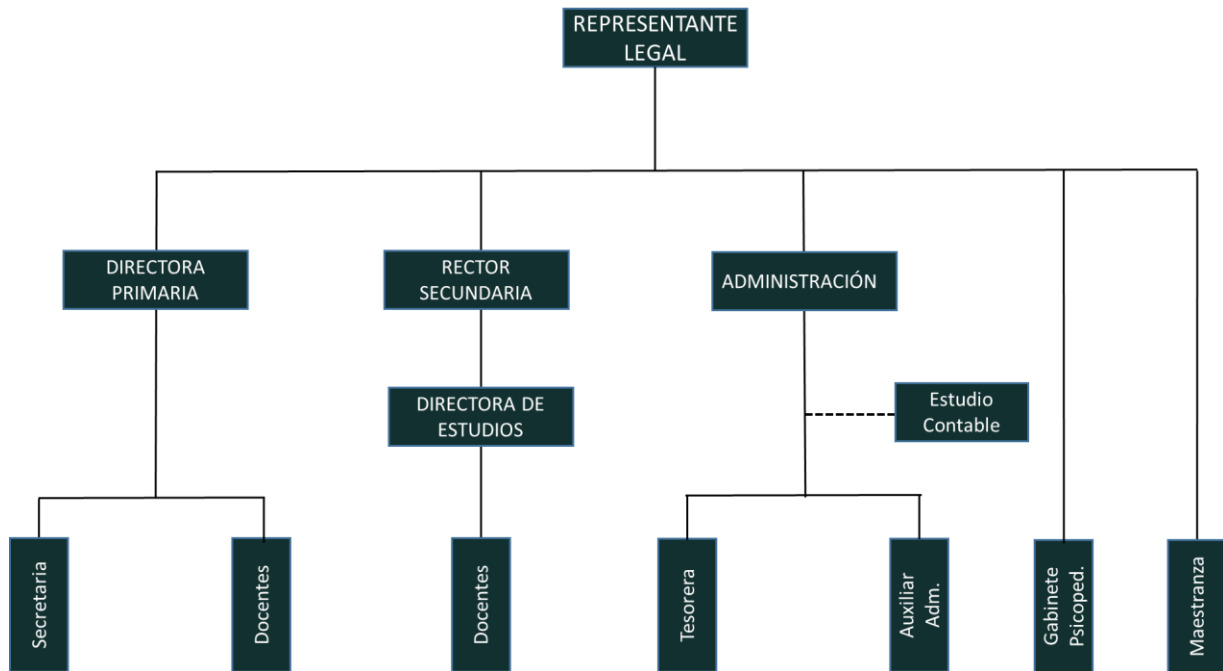 REPRESENTANTE
LEGAL
DIRECTORA
PRIMARIA
RECTOR
SECUNDARIA
ADMINISTRACIÓN
DIRECTORA DE
ESTUDIOS
Estudio
Contable
Secretaria
Docentes
Docentes
Tesorera
Auxiliar
Adm.
Gabinete
Psicoped.
Maestranza